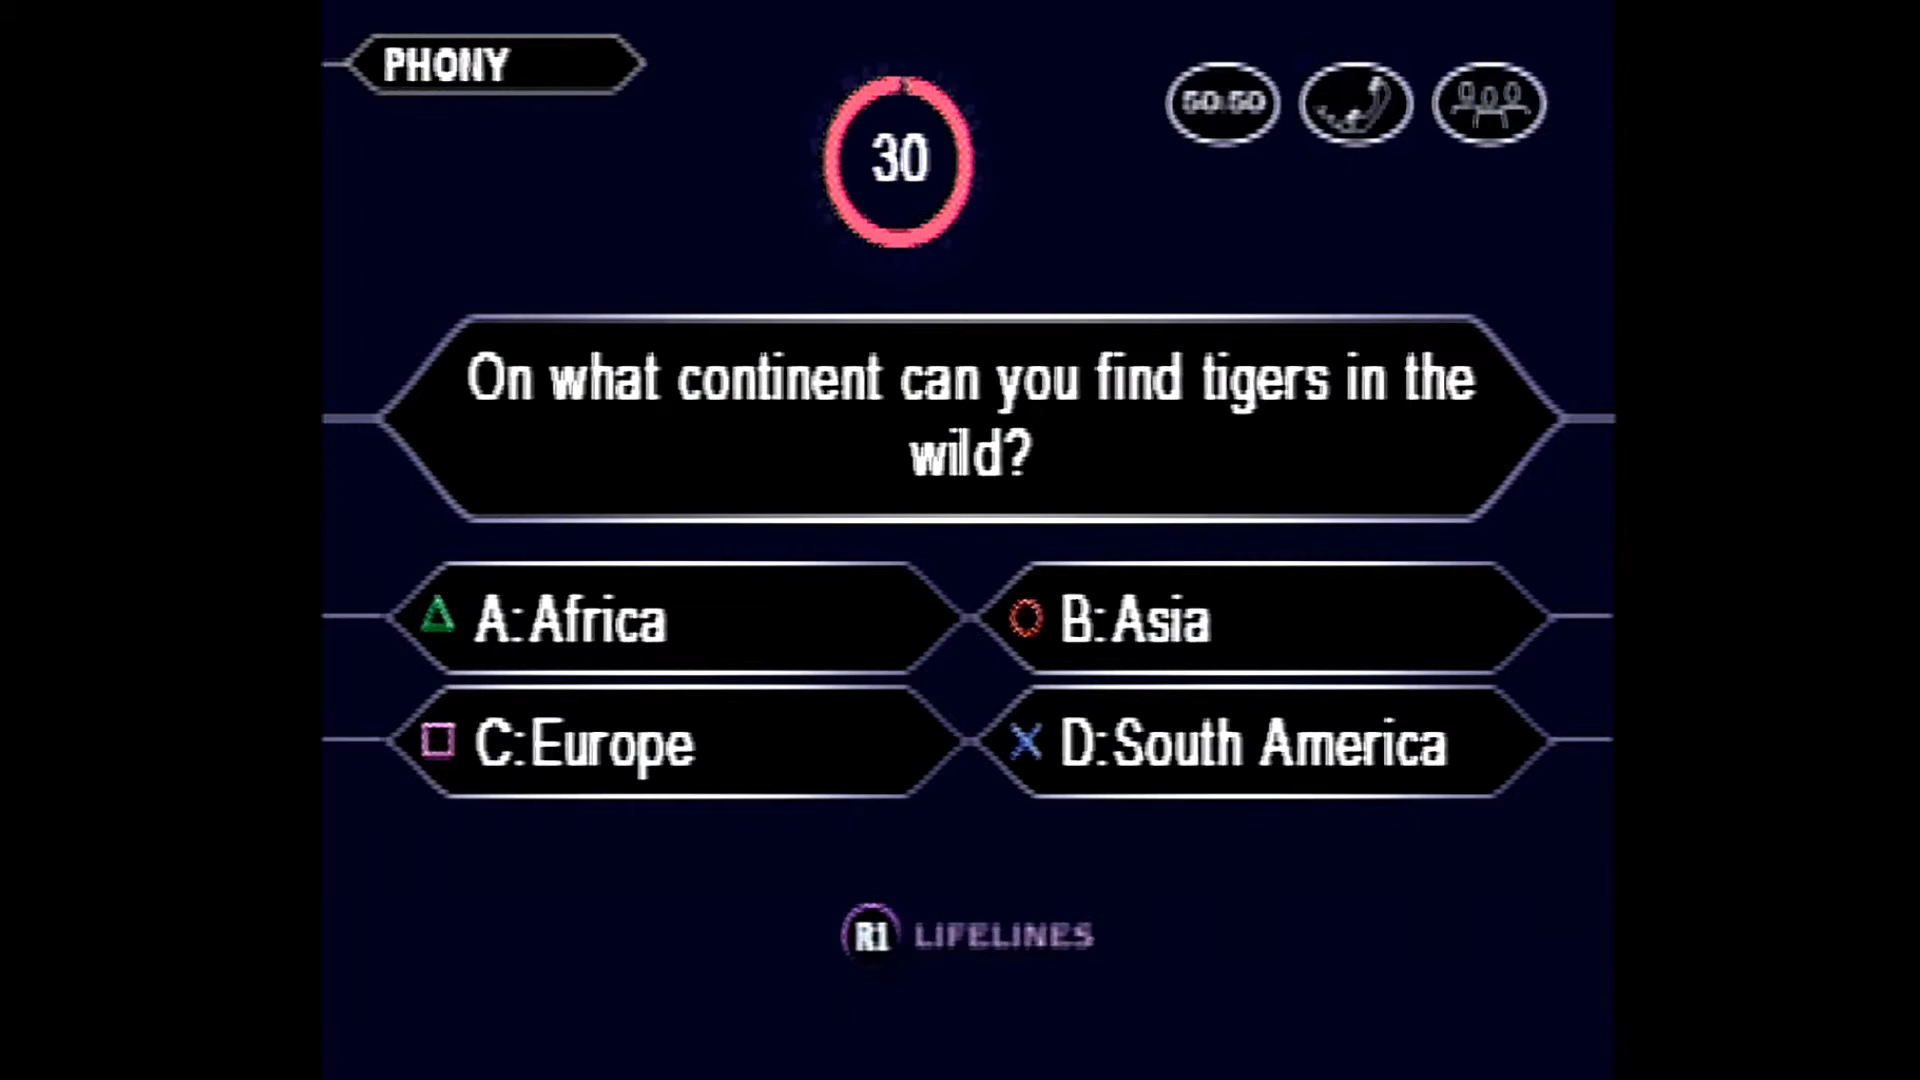 PHONY
30
50:50
On what continent can you find tigers in the
wild?
A:Africa
B:Asia
C:Europe
D:South America
R1 LIFELINES